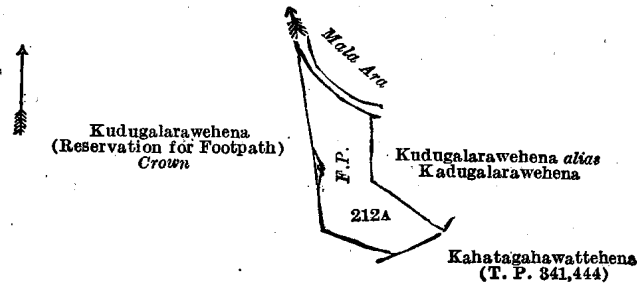 Mala Ara
Kudugalarawehena
(Reservation for Footpath)
Crown
F.P.
Kudugalarawehena alias
Kadugalarawehena
212A
Kahatagahawattehena
(T. P. 341,444)